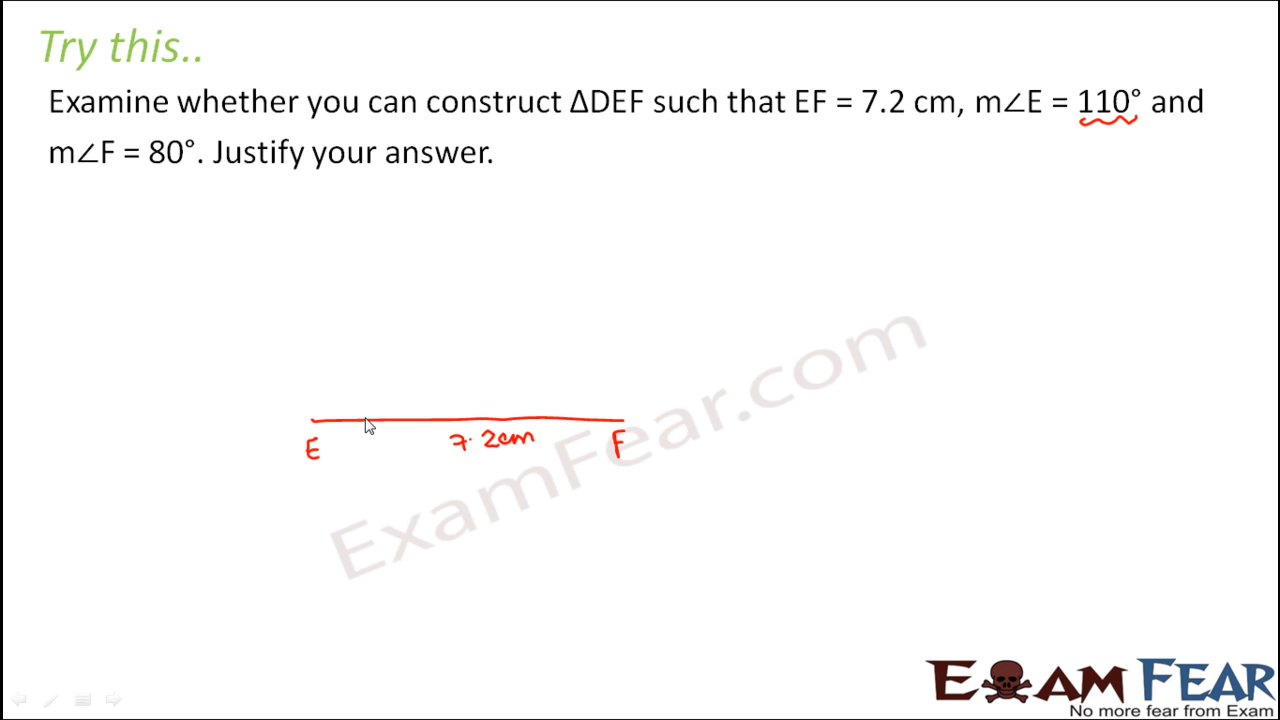 Try this..
Examine whether you can construct ΔDEF such that EF = 7.2 cm, m∠E = 110° and
m∠F = 80°. Justify your answer.
E 7.2cm F
ExamFear.com
EXAM FEAR
No more fear from Exam